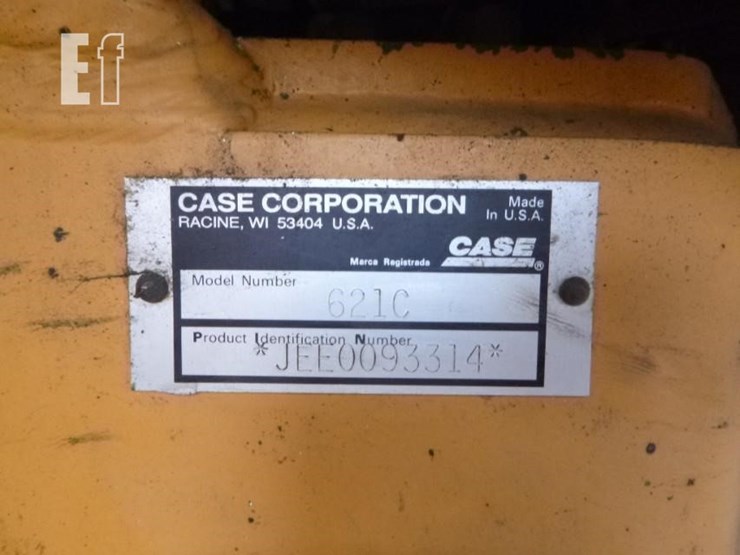 Ef
CASE CORPORATION
RACINE, WI 53404 U.S.A.
Made
In U.S.A.
CASE®
Marca Registrada
Model Number
621C
Product Identification Number
*JEE0093314*